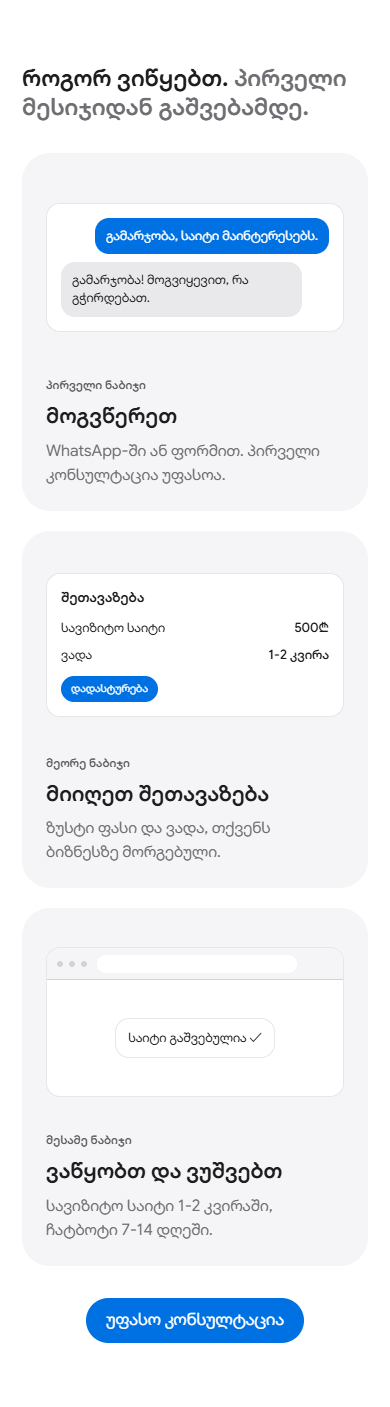 როგორ ვიწყებთ. პირველი
მესიჯიდან გაშვებამდე.
გამარჯობა, საიტი მაინტერესებს.
გამარჯობა! მოგვიყევით, რა
გჭირდებათ.
პირველი ნაბიჯი
მოგვწერეთ
WhatsApp-ში ან ფორმით. პირველი
კონსულტაცია უფასოა.
შეთავაზება
სავიზიტო საიტი 500₾
ვადა 1-2 კვირა
დადასტურება
მეორე ნაბიჯი
მიიღეთ შეთავაზება
ზუსტი ფასი და ვადა, თქვენს
ბიზნესზე მორგებული.
საიტი გაშვებულია ✓
მესამე ნაბიჯი
ვაწყობთ და ვუშვებთ
სავიზიტო საიტი 1-2 კვირაში,
ჩატბოტი 7-14 დღეში.
უფასო კონსულტაცია